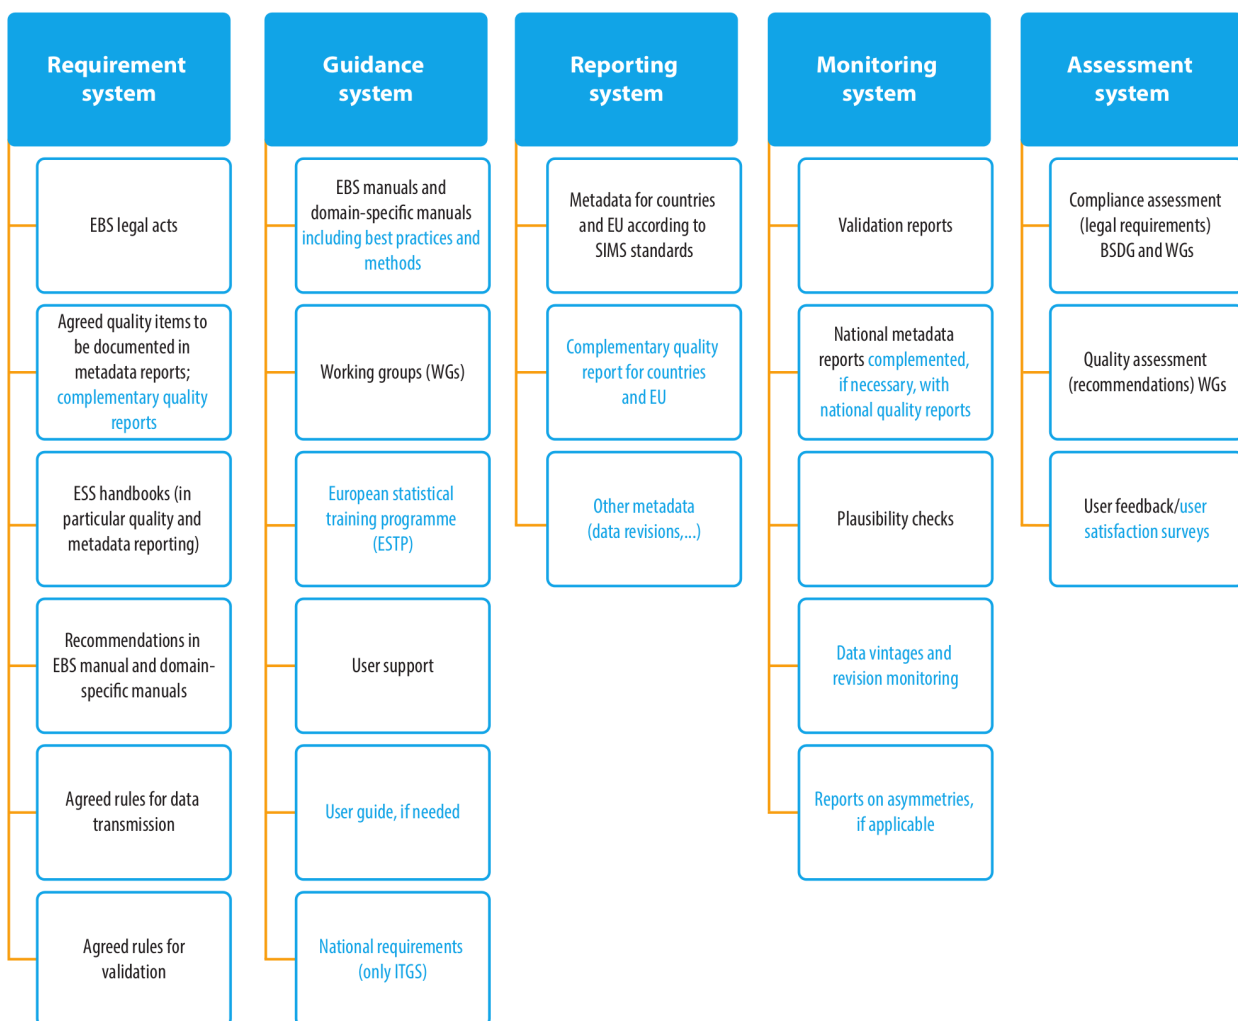 Requirement
system
EBS legal acts
Agreed quality items to
be documented in
metadata reports;
complementary quality
reports
ESS handbooks (in
particular quality and
metadata reporting)
Recommendations in
EBS manual and domain-
specific manuals
Agreed rules for data
transmission
Agreed rules for
validation
Guidance
system
EBS manuals and
domain-specific manuals
including best practices and
methods
Working groups (WGs)
European statistical
training programme
(ESTP)
User support
User guide, if needed
National requirements
(only ITGS)
Reporting
system
Metadata for countries
and EU according to
SIMS standards
Complementary quality
report for countries
and EU
Other metadata
(data revisions,...)
Monitoring
system
Validation reports
National metadata
reports complemented,
if necessary, with
national quality reports
Plausibility checks
Data vintages and
revision monitoring
Reports on asymmetries,
if applicable
Assessment
system
Compliance assessment
(legal requirements)
BSDG and WGs
Quality assessment
(recommendations) WGs
User feedback/user
satisfaction surveys